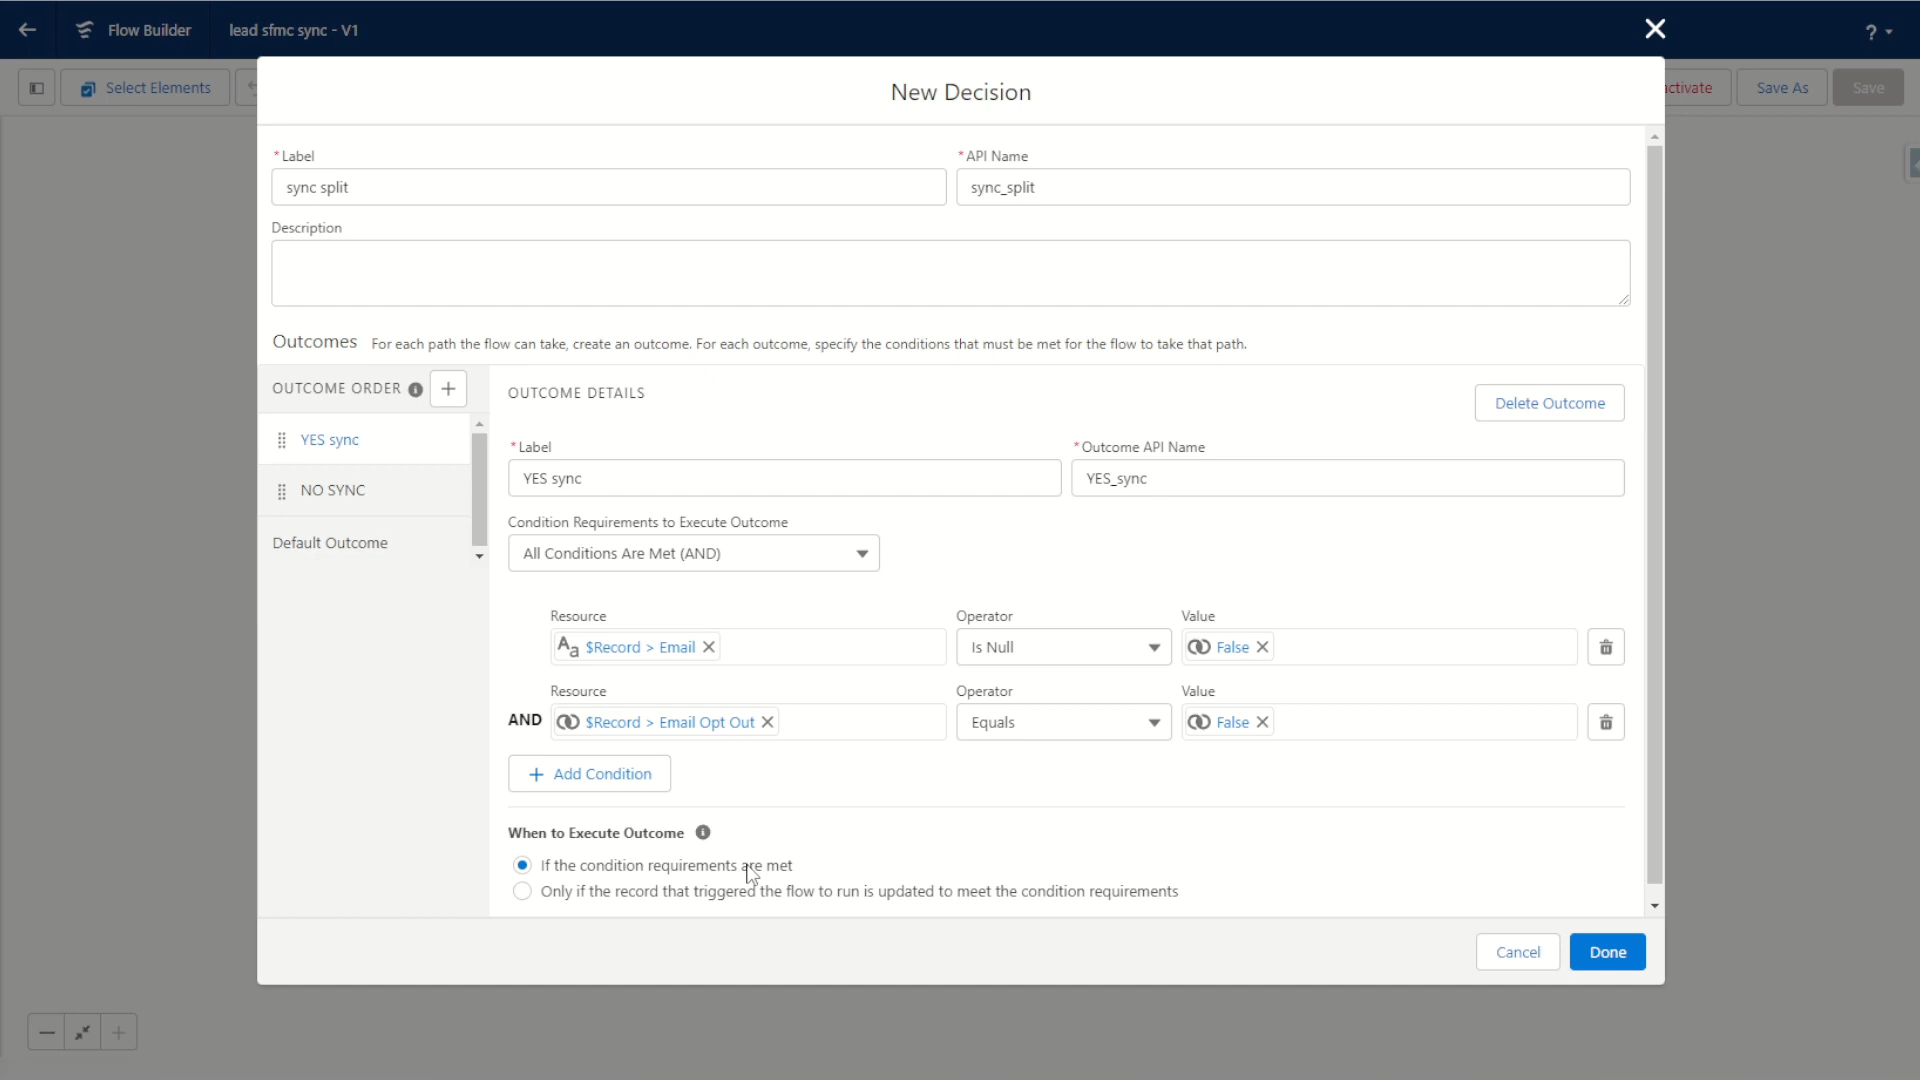 Flow Builder
lead sfmc sync - V1
?
Select Elements
ctivate
Save As
Save
New Decision
* Label
sync split
* API Name
sync_split
Description
Outcomes For each path the flow can take, create an outcome. For each outcome, specify the conditions that must be met for the flow to take that path.
OUTCOME ORDER
YES sync
NO SYNC
Default Outcome
OUTCOME DETAILS
Delete Outcome
* Label
YES sync
* Outcome API Name
YES_sync
Condition Requirements to Execute Outcome
All Conditions Are Met (AND)
Resource Operator Value
Aa $Record > Email Is Null False
Resource Operator Value
AND $Record > Email Opt Out Equals False
+ Add Condition
When to Execute Outcome
If the condition requirements are met
Only if the record that triggered the flow to run is updated to meet the condition requirements
Cancel
Done